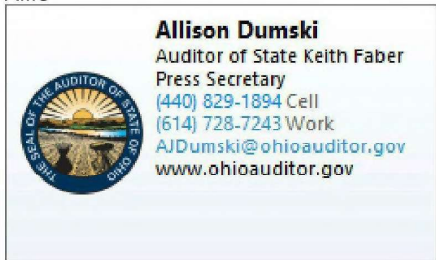 Allison Dumski
Auditor of State Keith Faber
Press Secretary
(440) 829-1894 Cell
(614) 728-7243 Work
AJDumski@ohioauditor.gov
www.ohioauditor.gov
THE SEAL OF THE AUDITOR OF STATE OF OHIO